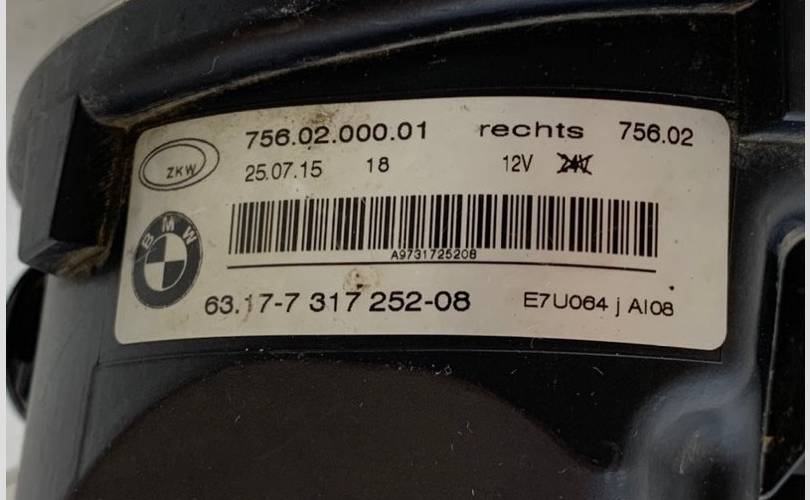 756.02.000.01 rechts 756.02
ZKW 25.07.15 18 12V 24V
BMW
A9731725208
63.17-7 317 252-08 E7U064 j AI08